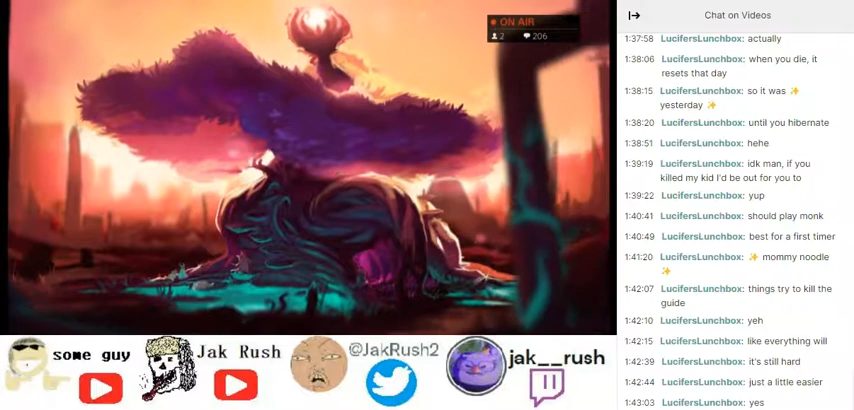 ON AIR
2 206
some guy
Jak Rush
@JakRush2
jak__rush
Chat on Videos
1:37:58 LucifersLunchbox: actually
1:38:06 LucifersLunchbox: when you die, it
resets that day
1:38:15 LucifersLunchbox: so it was ✨
yesterday ✨
1:38:20 LucifersLunchbox: until you hibernate
1:38:51 LucifersLunchbox: hehe
1:39:19 LucifersLunchbox: idk man, if you
killed my kid I'd be out for you to
1:39:22 LucifersLunchbox: yup
1:40:41 LucifersLunchbox: should play monk
1:40:49 LucifersLunchbox: best for a first timer
1:41:20 LucifersLunchbox: ✨ mommy noodle
✨
1:42:07 LucifersLunchbox: things try to kill the
guide
1:42:10 LucifersLunchbox: yeh
1:42:15 LucifersLunchbox: like everything will
1:42:39 LucifersLunchbox: it's still hard
1:42:44 LucifersLunchbox: just a little easier
1:43:03 LucifersLunchbox: yes